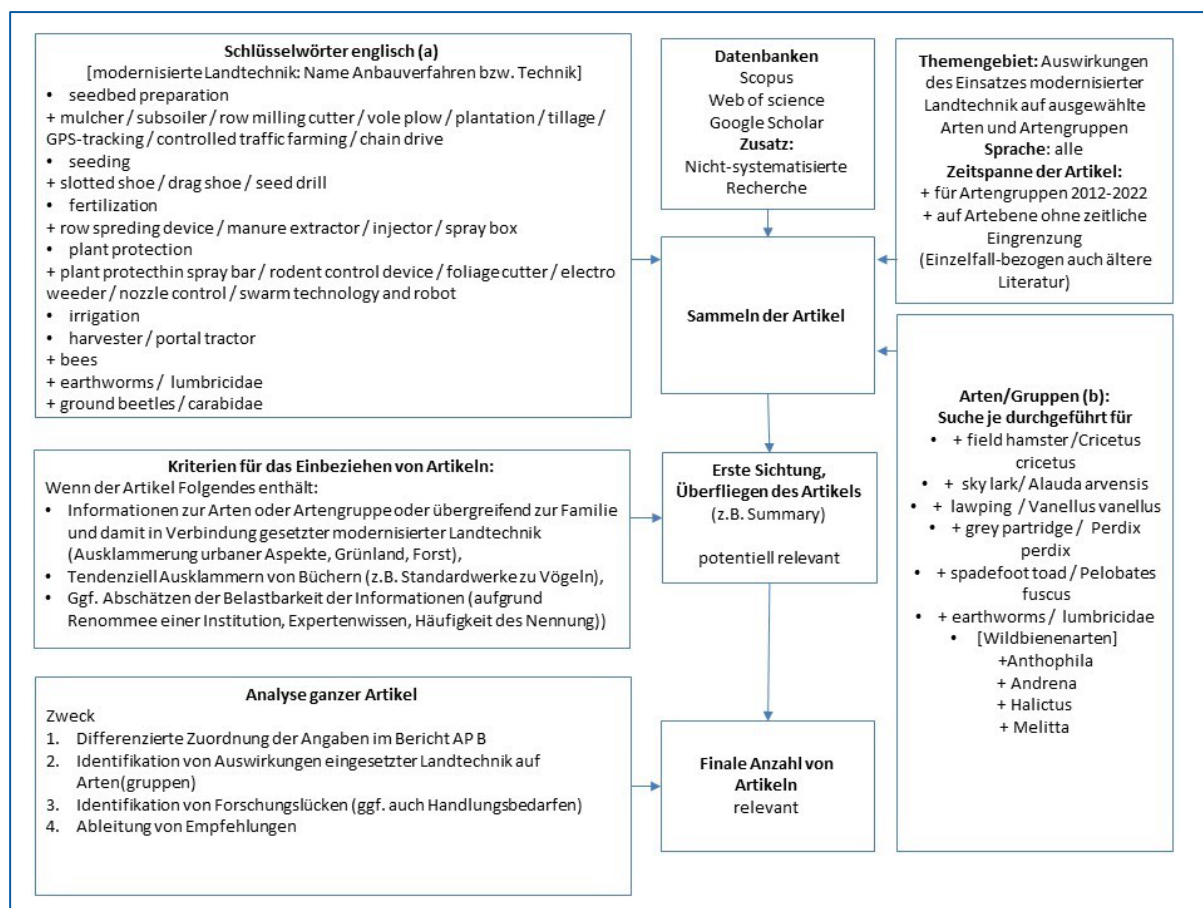 Schlüsselwörter englisch (a)
[modernisierte Landtechnik: Name Anbauverfahren bzw. Technik]
• seedbed preparation
+ mulcher / subsoiler / row milling cutter / vole plow / plantation / tillage /
GPS-tracking / controlled traffic farming / chain drive
• seeding
+ slotted shoe / drag shoe / seed drill
• fertilization
+ row spreding device / manure extractor / injector / spray box
• plant protection
+ plant protecthin spray bar / rodent control device / foliage cutter / electro
weeder / nozzle control / swarm technology and robot
• irrigation
• harvester / portal tractor
+ bees
+ earthworms / lumbricidae
+ ground beetles / carabidae
Datenbanken
Scopus
Web of science
Google Scholar
Zusatz:
Nicht-systematisierte
Recherche
Themengebiet: Auswirkungen
des Einsatzes modernisierter
Landtechnik auf ausgewählte
Arten und Artengruppen
Sprache: alle
Zeitspanne der Artikel:
+ für Artengruppen 2012-2022
+ auf Artebene ohne zeitliche
Eingrenzung
(Einzelfall-bezogen auch ältere
Literatur)
Sammeln der Artikel
Arten/Gruppen (b):
Suche je durchgeführt für
• + field hamster /Cricetus
cricetus
• + sky lark/ Alauda arvensis
• + lawping / Vanellus vanellus
• + grey partridge / Perdix
perdix
• + spadefoot toad / Pelobates
fuscus
• + earthworms / lumbricidae
• [Wildbienenarten]
+Anthophila
+ Andrena
+ Halictus
+ Melitta
Kriterien für das Einbeziehen von Artikeln:
Wenn der Artikel Folgendes enthält:
• Informationen zur Arten oder Artengruppe oder übergreifend zur Familie
und damit in Verbindung gesetzter modernisierter Landtechnik
(Ausklammerung urbaner Aspekte, Grünland, Forst),
• Tendenziell Ausklammern von Büchern (z.B. Standardwerke zu Vögeln),
• Ggf. Abschätzen der Belastbarkeit der Informationen (aufgrund
Renommee einer Institution, Expertenwissen, Häufigkeit des Nennung))
Erste Sichtung,
Überfliegen des Artikels
(z.B. Summary)
potentiell relevant
Analyse ganzer Artikel
Zweck
1. Differenzierte Zuordnung der Angaben im Bericht AP B
2. Identifikation von Auswirkungen eingesetzter Landtechnik auf
Arten(gruppen)
3. Identifikation von Forschungslücken (ggf. auch Handlungsbedarfen)
4. Ableitung von Empfehlungen
Finale Anzahl von
Artikeln
relevant